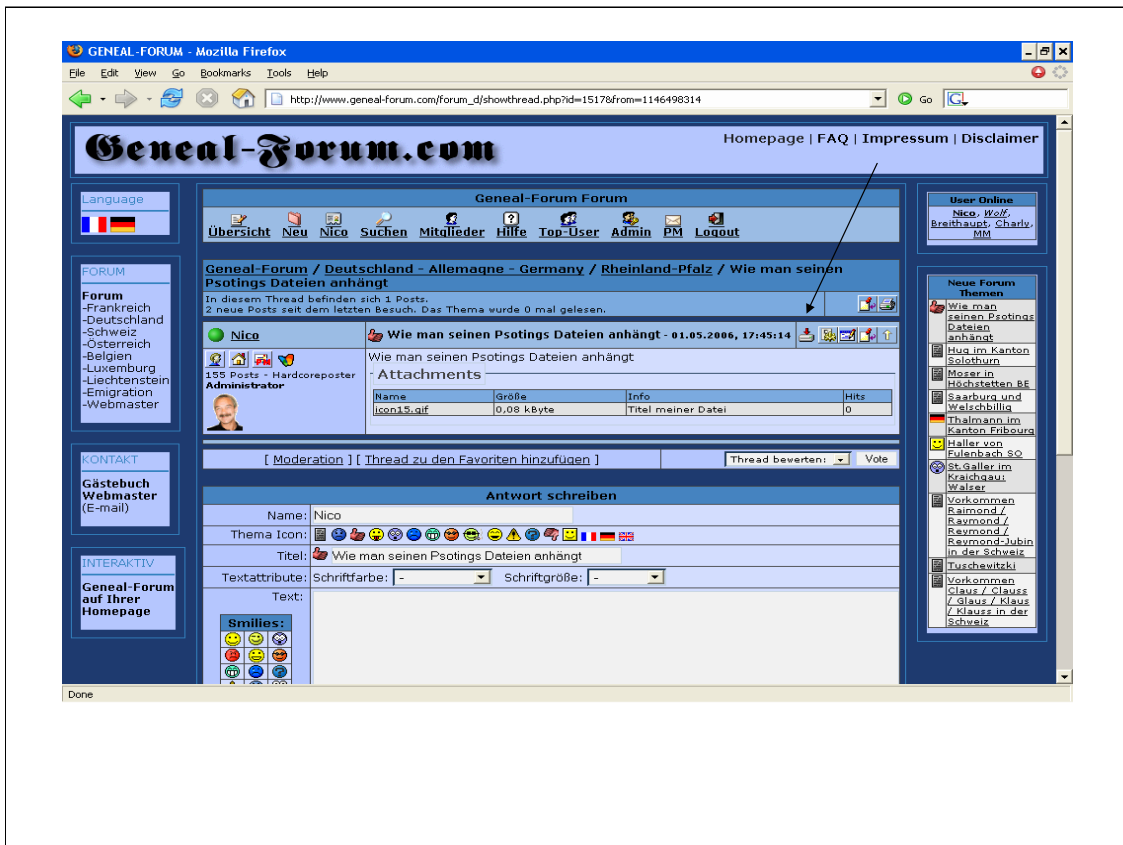 GENEAL-FORUM - Mozilla Firefox
File Edit View Go Bookmarks Tools Help
http://www.geneal-forum.com/forum_d/showthread.php?id=1517&from=1146498314
Go
G
Geneal-Forum.com
Homepage | FAQ | Impressum | Disclaimer
Language
FORUM
Forum
-Frankreich
-Deutschland
-Schweiz
-Österreich
-Belgien
-Luxemburg
-Liechtenstein
-Emigration
-Webmaster
KONTAKT
Gästebuch
Webmaster
(E-mail)
INTERAKTIV
Geneal-Forum
auf Ihrer
Homepage
Geneal-Forum Forum
Übersicht Neu Nico Suchen Mitglieder Hilfe Top-User Admin PM Logout
Geneal-Forum / Deutschland - Allemagne - Germany / Rheinland-Pfalz / Wie man seinen
Psotings Dateien anhängt
In diesem Thread befinden sich 1 Posts.
2 neue Posts seit dem letzten Besuch. Das Thema wurde 0 mal gelesen.
Nico
Wie man seinen Psotings Dateien anhängt - 01.05.2006, 17:45:14
155 Posts - Hardcoreposter
Administrator
Wie man seinen Psotings Dateien anhängt
Attachments
Name Größe Info Hits
icon15.gif 0,08 kByte Titel meiner Datei 0
[ Moderation ] [ Thread zu den Favoriten hinzufügen ]
Thread bewerten: Vote
Antwort schreiben
Name: Nico
Thema Icon:
Titel: Wie man seinen Psotings Dateien anhängt
Textattribute: Schriftfarbe: - Schriftgröße: -
Text:
Smilies:
User Online
Nico, Wolf,
Breithaupt, Charly,
MM
Neue Forum
Themen
Wie man
seinen Psotings
Dateien
anhängt
Hug im Kanton
Solothurn
Moser in
Höchstetten BE
Saarburg und
Welschbillig
Thalmann im
Kanton Fribourg
Haller von
Fulenbach SO
St.Galler im
Kraichgau:
Walser
Vorkommen
Raimond /
Raymond /
Reymond /
Reymond-Jubin
in der Schweiz
Tuschewitzki
Vorkommen
Claus / Clauss
/ Glaus / Klaus
/ Klauss in der
Schweiz
Done